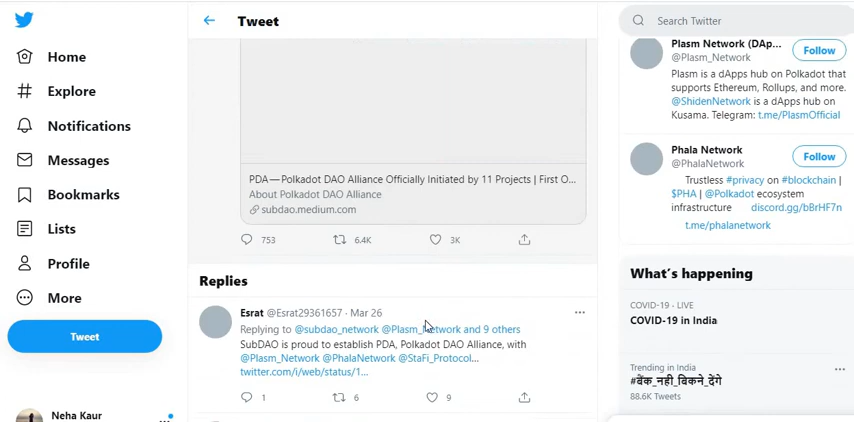 Home
Explore
Notifications
Messages
Bookmarks
Lists
Profile
More
Tweet
Neha Kaur
Tweet
PDA—Polkadot DAO Alliance Officially Initiated by 11 Projects | First O...
About Polkadot DAO Alliance
subdao.medium.com
753 6.4K 3K
Replies
Esrat @Esrat29361657 · Mar 26
Replying to @subdao_network @Plasm_Network and 9 others
SubDAO is proud to establish PDA, Polkadot DAO Alliance, with
@Plasm_Network @PhalaNetwork @StaFi_Protocol...
twitter.com/i/web/status/1...
1 6 9
Search Twitter
Plasm Network (DAp... Follow
@Plasm_Network
Plasm is a dApps hub on Polkadot that
supports Ethereum, Rollups, and more.
@ShidenNetwork is a dApps hub on
Kusama. Telegram: t.me/PlasmOfficial
Phala Network Follow
@PhalaNetwork
Trustless #privacy on #blockchain |
$PHA | @Polkadot ecosystem
infrastructure discord.gg/bBrHF7n
t.me/phalanetwork
What's happening
COVID-19 · LIVE
COVID-19 in India
Trending in India
#बैंक_नही_बिकने_देंगे
88.6K Tweets